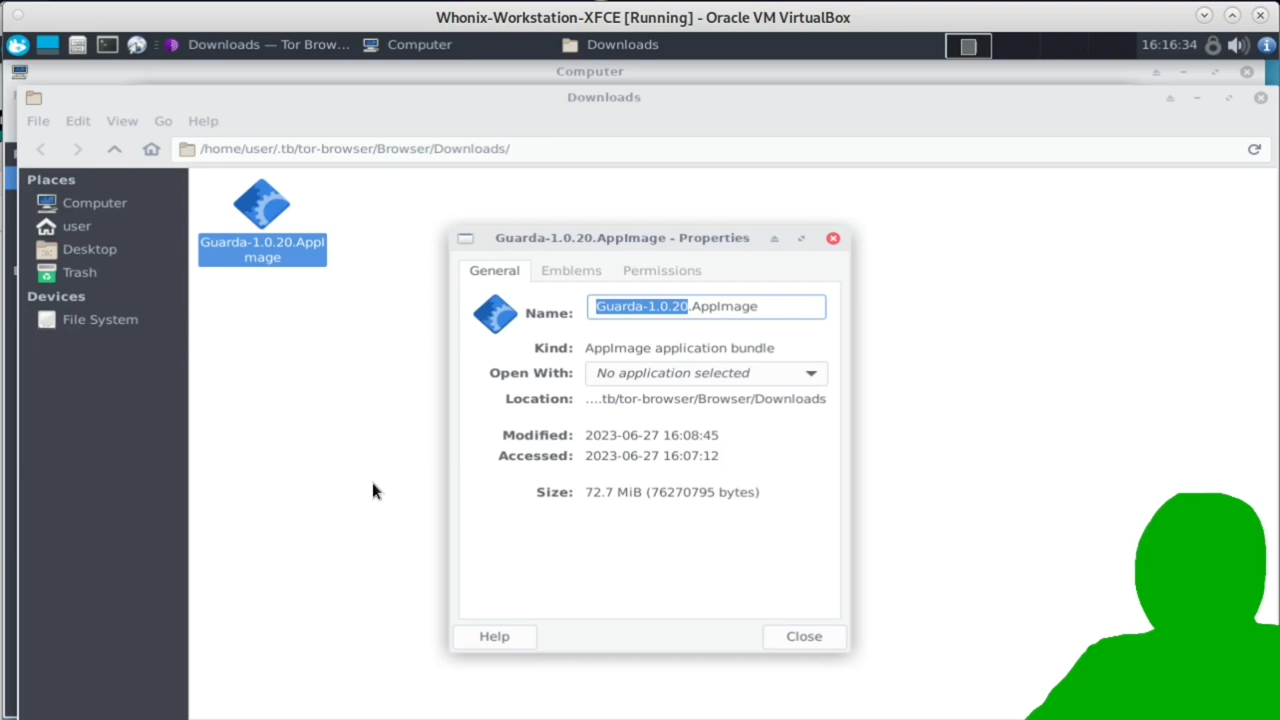 Whonix-Workstation-XFCE [Running] - Oracle VM VirtualBox
Downloads — Tor Brow...
Computer
Downloads
16:16:34
Computer
Downloads
File Edit View Go Help
/home/user/.tb/tor-browser/Browser/Downloads/
Places
Computer
user
Desktop
Trash
Devices
File System
Guarda-1.0.20.AppI
mage
Guarda-1.0.20.AppImage - Properties
General Emblems Permissions
Name: Guarda-1.0.20.AppImage
Kind: AppImage application bundle
Open With: No application selected
Location: ....tb/tor-browser/Browser/Downloads
Modified: 2023-06-27 16:08:45
Accessed: 2023-06-27 16:07:12
Size: 72.7 MiB (76270795 bytes)
Help Close